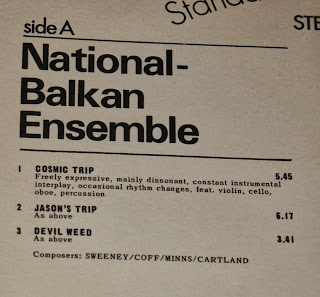 Standa
STE
side A
National-
Balkan
Ensemble
1 COSMIC TRIP 5.45
Freely expressive, mainly dissonant, constant instrumental
interplay, occasional rhythm changes, feat. violin, cello,
oboe, percussion
2 JASON'S TRIP 6.17
As above
3 DEVIL WEED 3.41
As above
Composers: SWEENEY/COFF/MINNS/CARTLAND